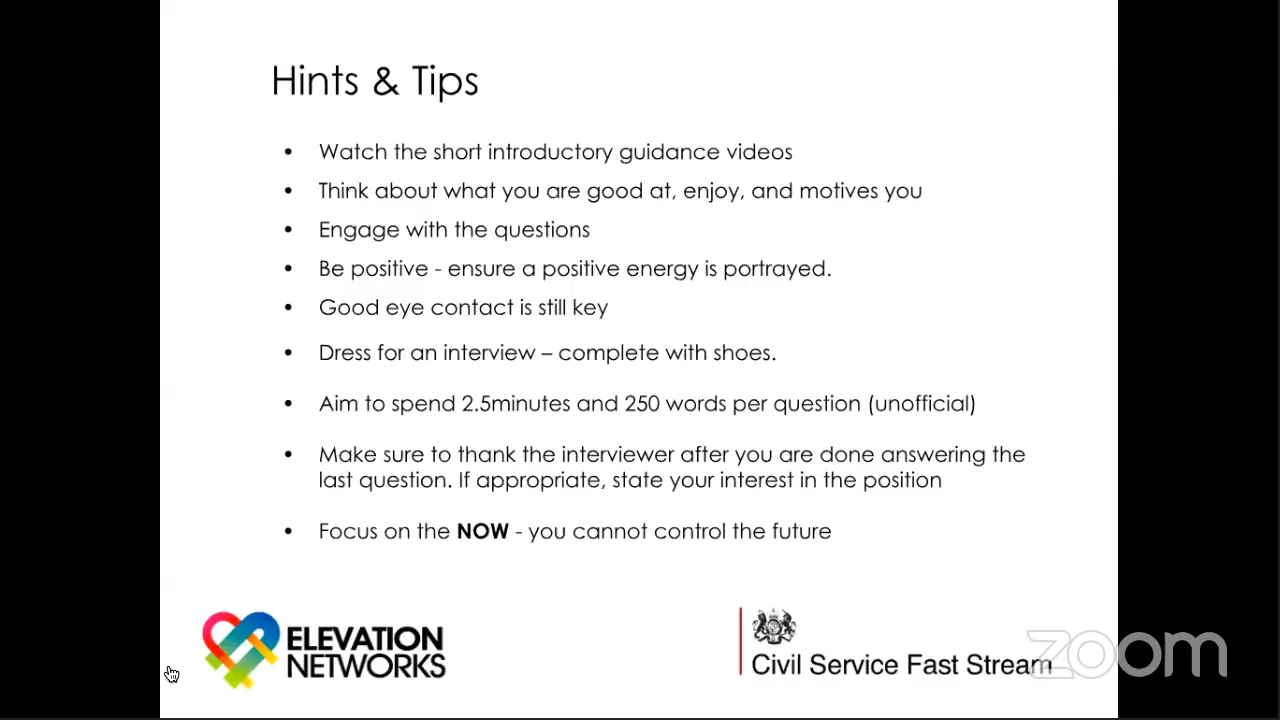 Hints & Tips
• Watch the short introductory guidance videos
• Think about what you are good at, enjoy, and motives you
• Engage with the questions
• Be positive - ensure a positive energy is portrayed.
• Good eye contact is still key
• Dress for an interview – complete with shoes.
• Aim to spend 2.5minutes and 250 words per question (unofficial)
• Make sure to thank the interviewer after you are done answering the
last question. If appropriate, state your interest in the position
• Focus on the NOW - you cannot control the future
ELEVATION
NETWORKS
Civil Service Fast Stream
zoom